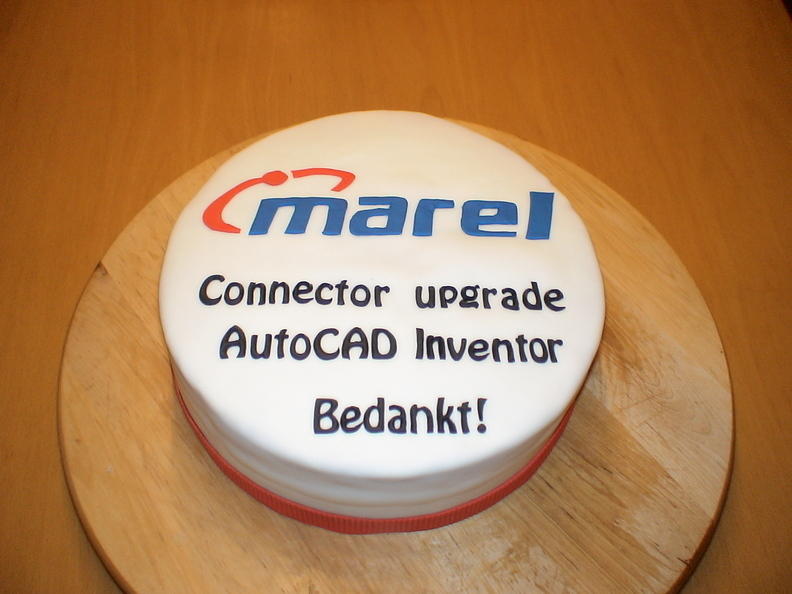 marel
Connector upgrade
AutoCAD Inventor
Bedankt!